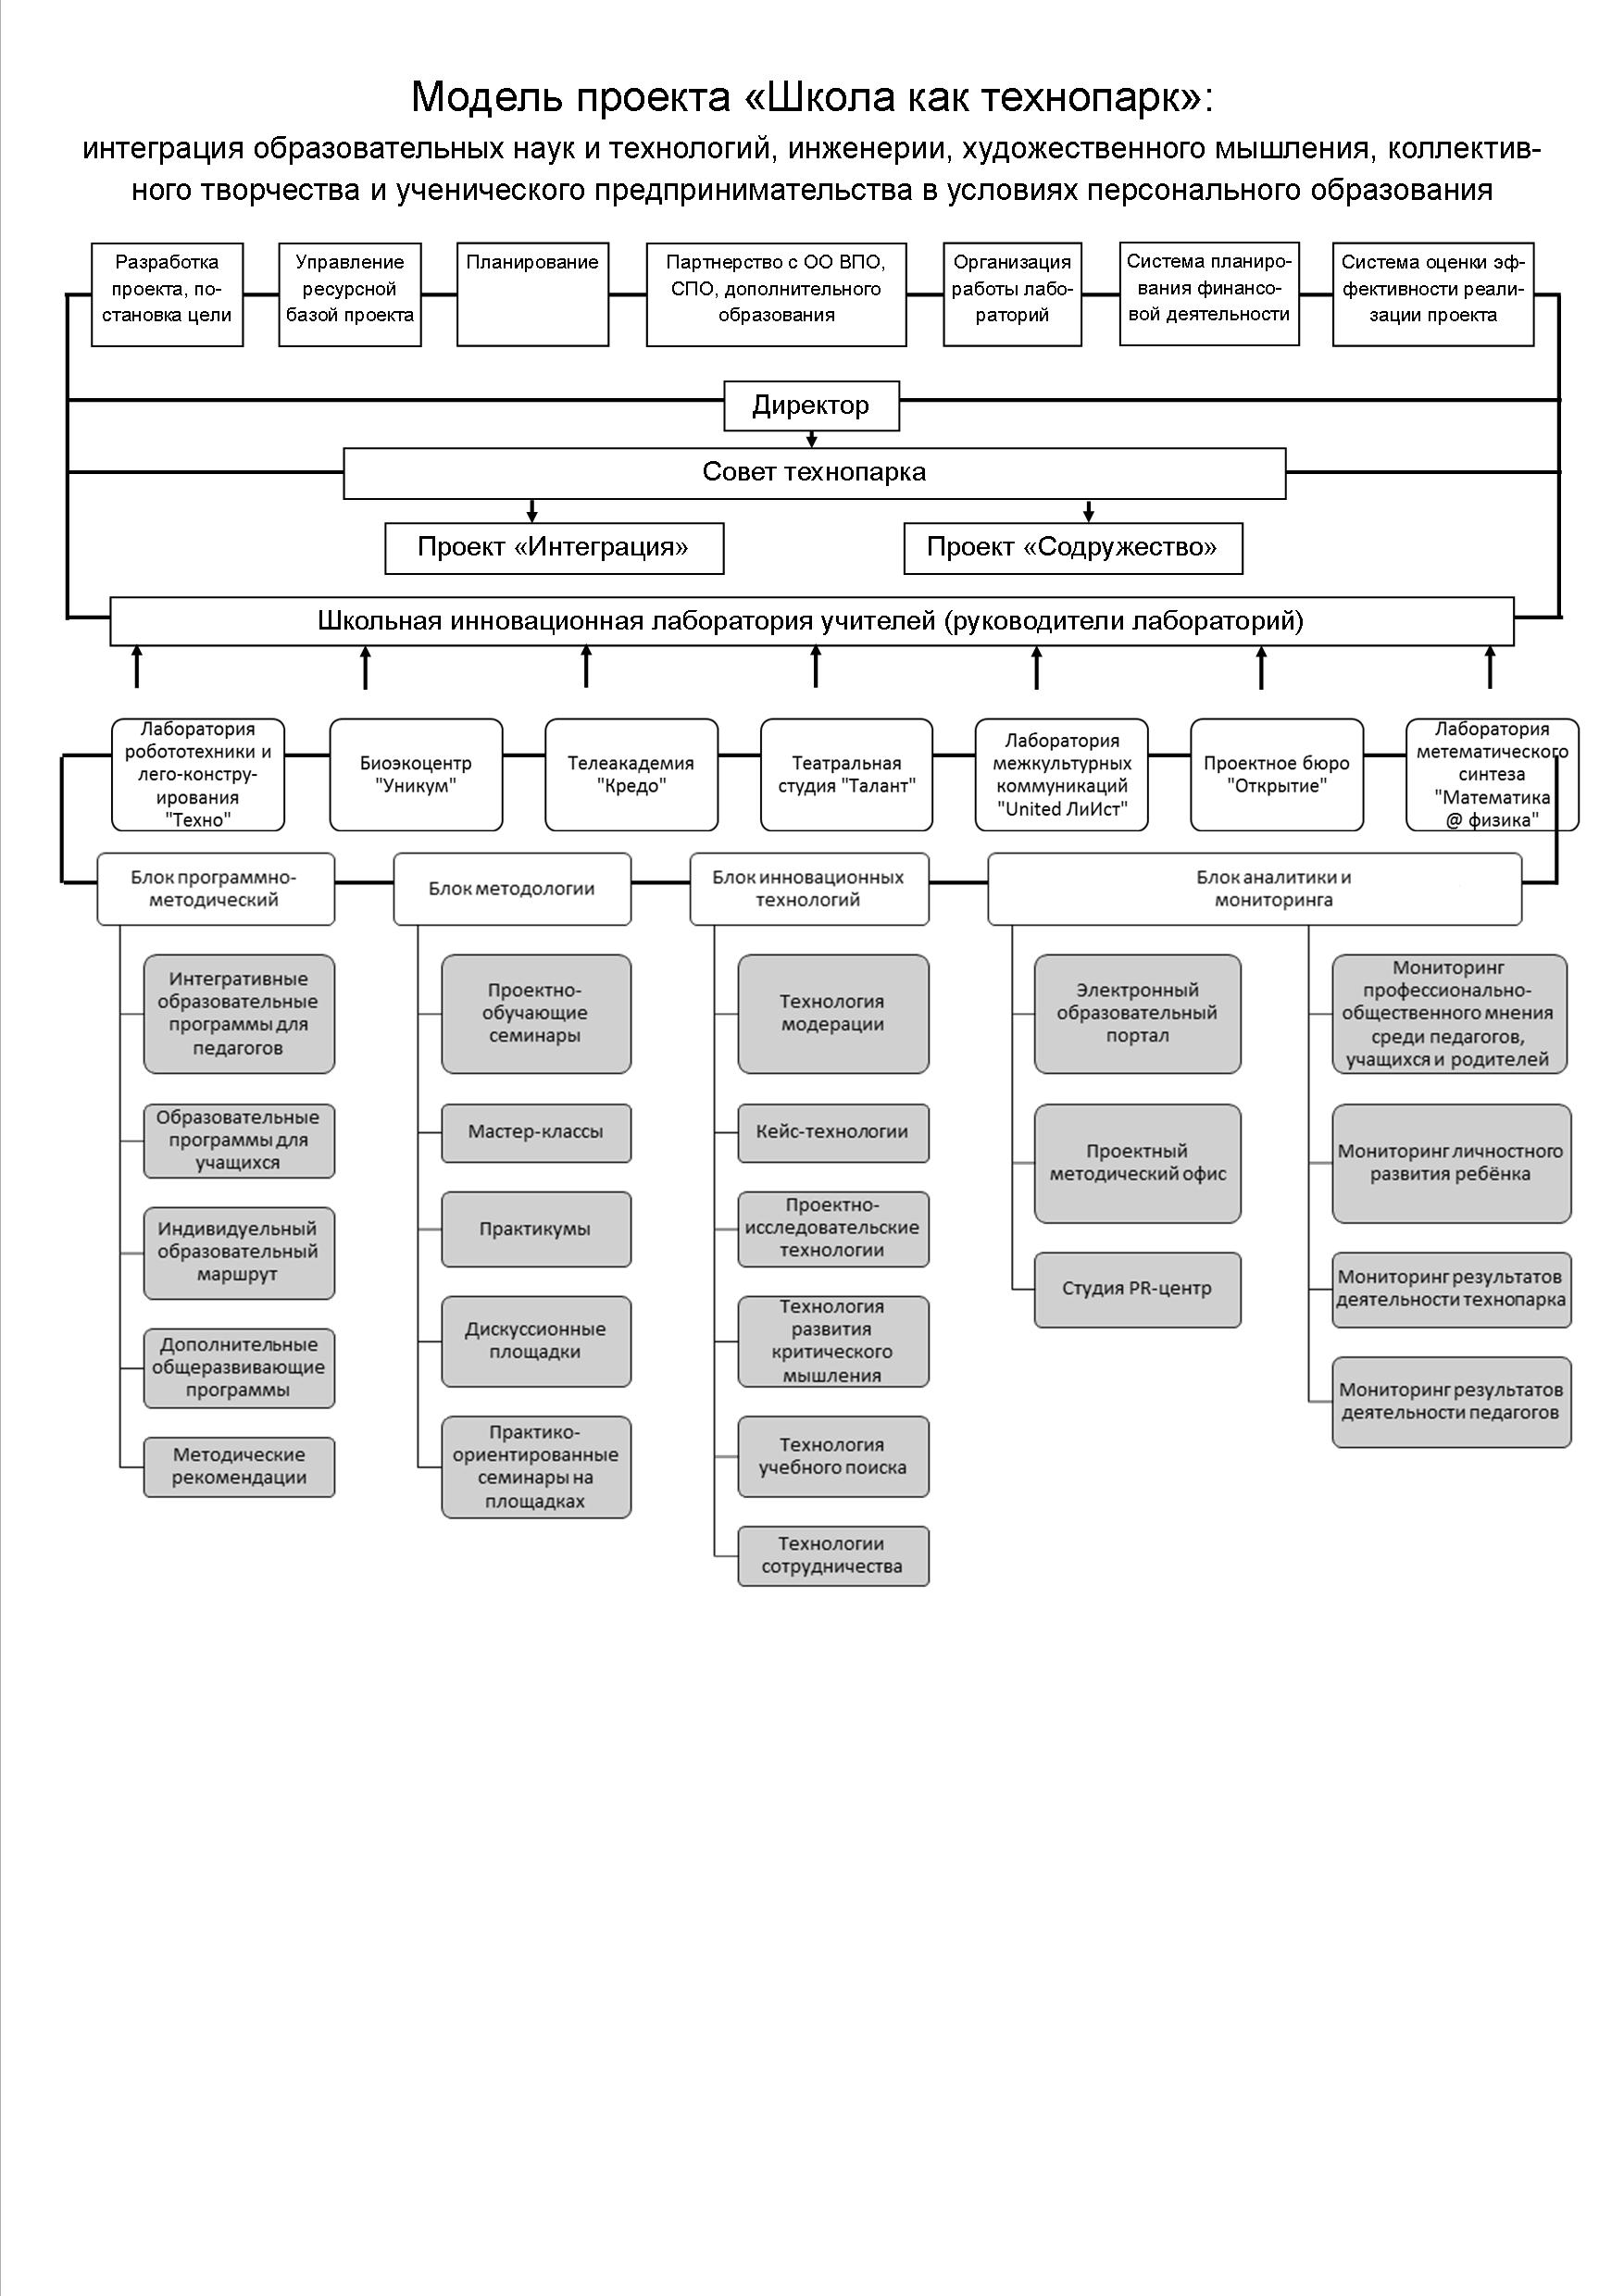 Модель проекта «Школа как технопарк»:
интеграция образовательных наук и технологий, инженерии, художественного мышления, коллектив-
ного творчества и ученического предпринимательства в условиях персонального образования
Разработка
проекта, по-
становка цели
Управление
ресурсной
базой проекта
Планирование
Партнерство с ОО ВПО,
СПО, дополнительного
образования
Организация
работы лабо-
раторий
Система планиро-
вания финансо-
вой деятельности
Система оценки эф-
фективности реали-
зации проекта
Директор
Совет технопарка
Проект «Интеграция»
Проект «Содружество»
Школьная инновационная лаборатория учителей (руководители лабораторий)
Лаборатория
робототехники и
лего-констру-
ирования
"Техно"
Биоэкоцентр
"Уникум"
Телеакадемия
"Кредо"
Театральная
студия "Талант"
Лаборатория
межкультурных
коммуникаций
"United ЛиИст"
Проектное бюро
"Открытие"
Лаборатория
метематического
синтеза
"Математика
@ физика"
Блок программно-
методический
Блок методологии
Блок инновационных
технологий
Блок аналитики и
мониторинга
Интегративные
образовательные
программы для
педагогов
Образовательные
программы для
учащихся
Индивидуельный
образовательный
маршрут
Дополнительные
общеразвивающие
программы
Методические
рекомендации
Проектно-
обучающие
семинары
Мастер-классы
Практикумы
Дискуссионные
площадки
Практико-
ориентированные
семинары на
площадках
Технология
модерации
Кейс-технологии
Проектно-
исследовательские
технологии
Технология
развития
критического
мышления
Технология
учебного поиска
Технологии
сотрудничества
Электронный
образовательный
портал
Проектный
методический офис
Студия PR-центр
Мониторинг
профессионально-
общественного мнения
среди педагогов,
учащихся и родителей
Мониторинг личностного
развития ребёнка
Мониторинг результатов
деятельности технопарка
Мониторинг результатов
деятельности педагогов